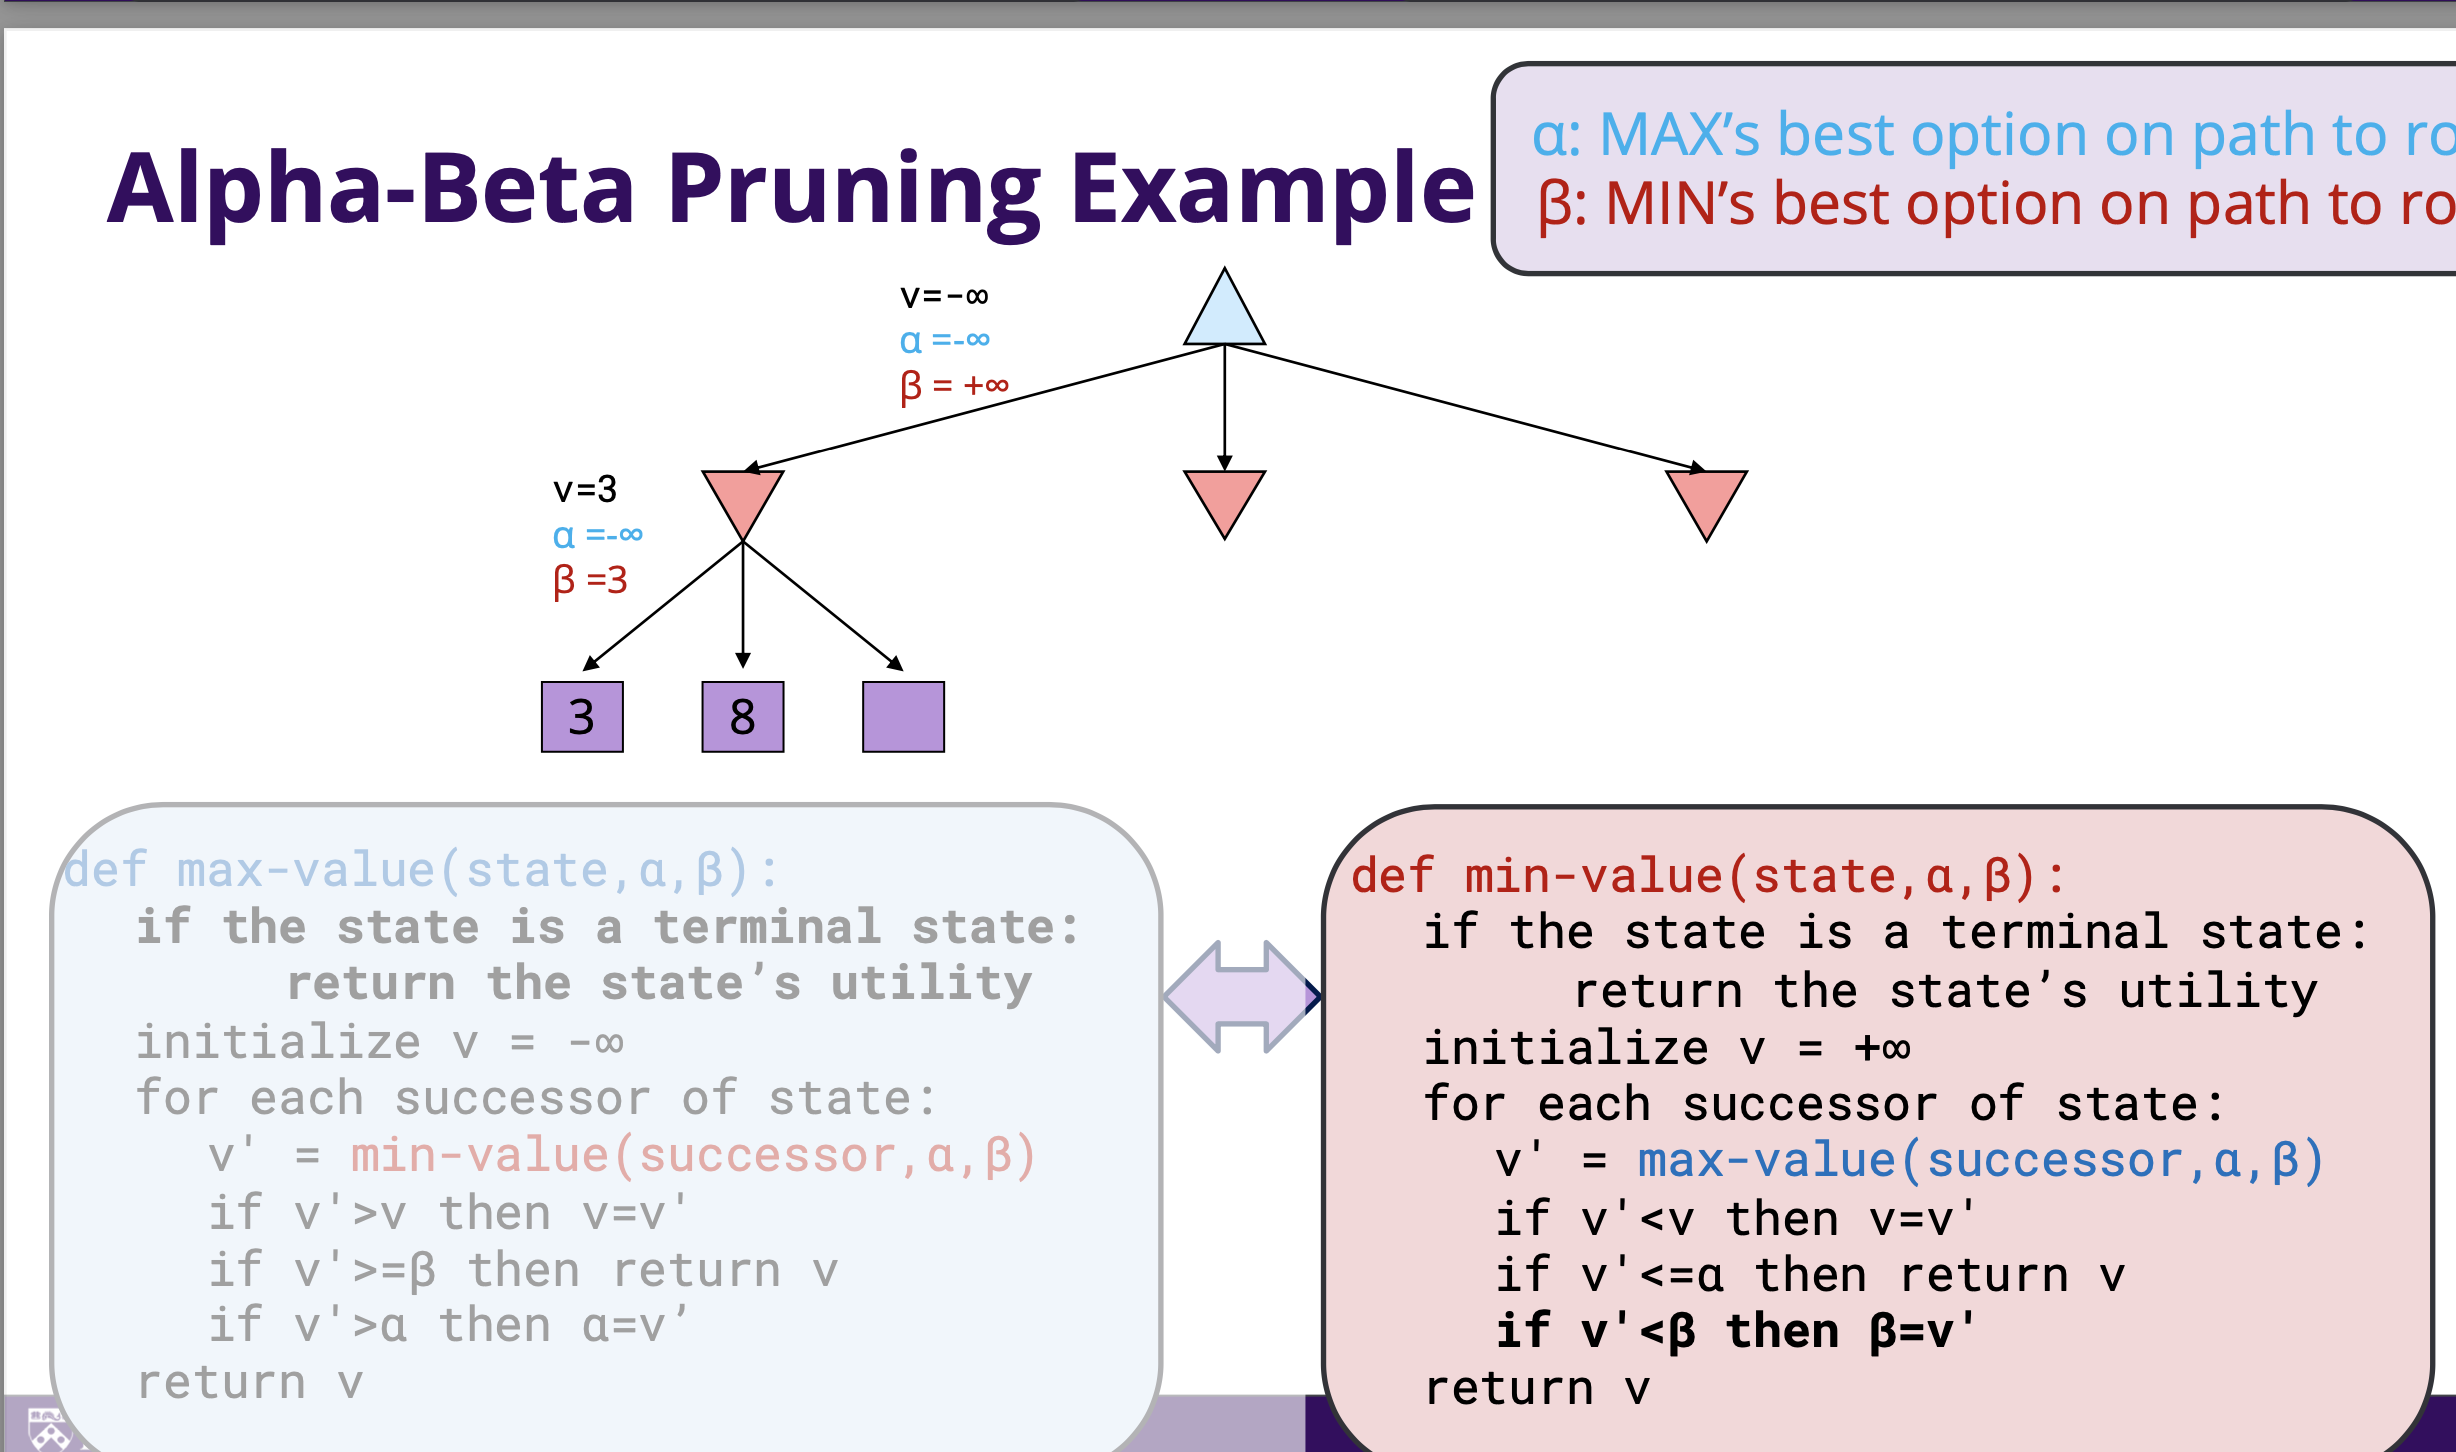 Alpha-Beta Pruning Example
α: MAX’s best option on path to ro
β: MIN’s best option on path to ro
v=-∞
α =-∞
β = +∞
v=3
α =-∞
β =3
3 8
def max-value(state,α,β):
if the state is a terminal state:
return the state’s utility
initialize v = -∞
for each successor of state:
v' = min-value(successor,α,β)
if v'>v then v=v'
if v'>=β then return v
if v'>α then α=v’
return v
def min-value(state,α,β):
if the state is a terminal state:
return the state’s utility
initialize v = +∞
for each successor of state:
v' = max-value(successor,α,β)
if v'<v then v=v'
if v'<=α then return v
if v'<β then β=v'
return v